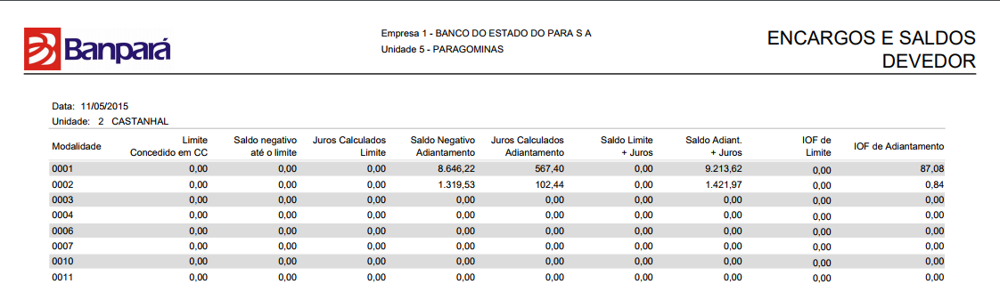 Banpará
Empresa 1 - BANCO DO ESTADO DO PARA S A
Unidade 5 - PARAGOMINAS
ENCARGOS E SALDOS
DEVEDOR
Data: 11/05/2015
Unidade: 2 CASTANHAL
Modalidade Limite Concedido em CC Saldo negativo até o limite Juros Calculados Limite Saldo Negativo Adiantamento Juros Calculados Adiantamento Saldo Limite + Juros Saldo Adiant. + Juros IOF de Limite IOF de Adiantamento
0001 0,00 0,00 0,00 8.646,22 567,40 0,00 9.213,62 0,00 87,08
0002 0,00 0,00 0,00 1.319,53 102,44 0,00 1.421,97 0,00 0,84
0003 0,00 0,00 0,00 0,00 0,00 0,00 0,00 0,00 0,00
0004 0,00 0,00 0,00 0,00 0,00 0,00 0,00 0,00 0,00
0006 0,00 0,00 0,00 0,00 0,00 0,00 0,00 0,00 0,00
0007 0,00 0,00 0,00 0,00 0,00 0,00 0,00 0,00 0,00
0010 0,00 0,00 0,00 0,00 0,00 0,00 0,00 0,00 0,00
0011 0,00 0,00 0,00 0,00 0,00 0,00 0,00 0,00 0,00